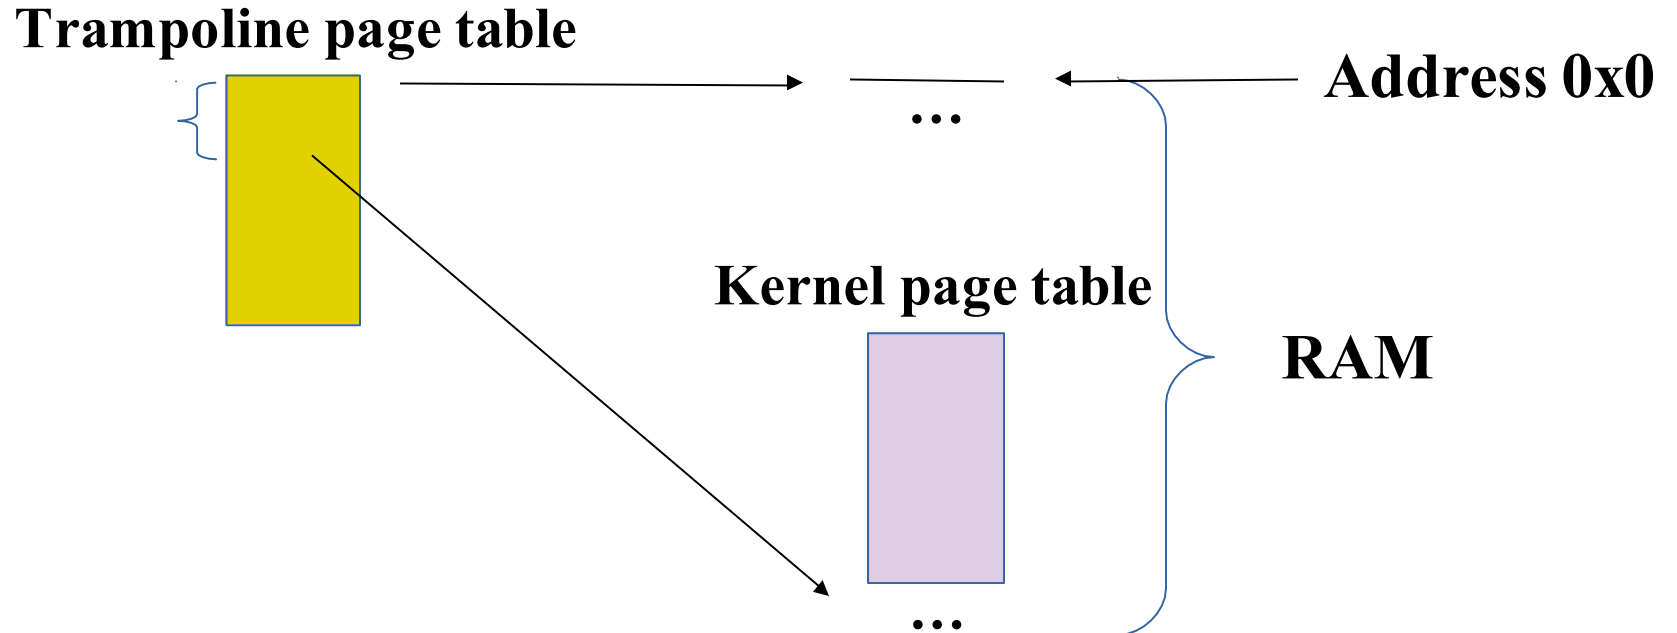 Trampoline page table
Address 0x0
...
Kernel page table
RAM
...